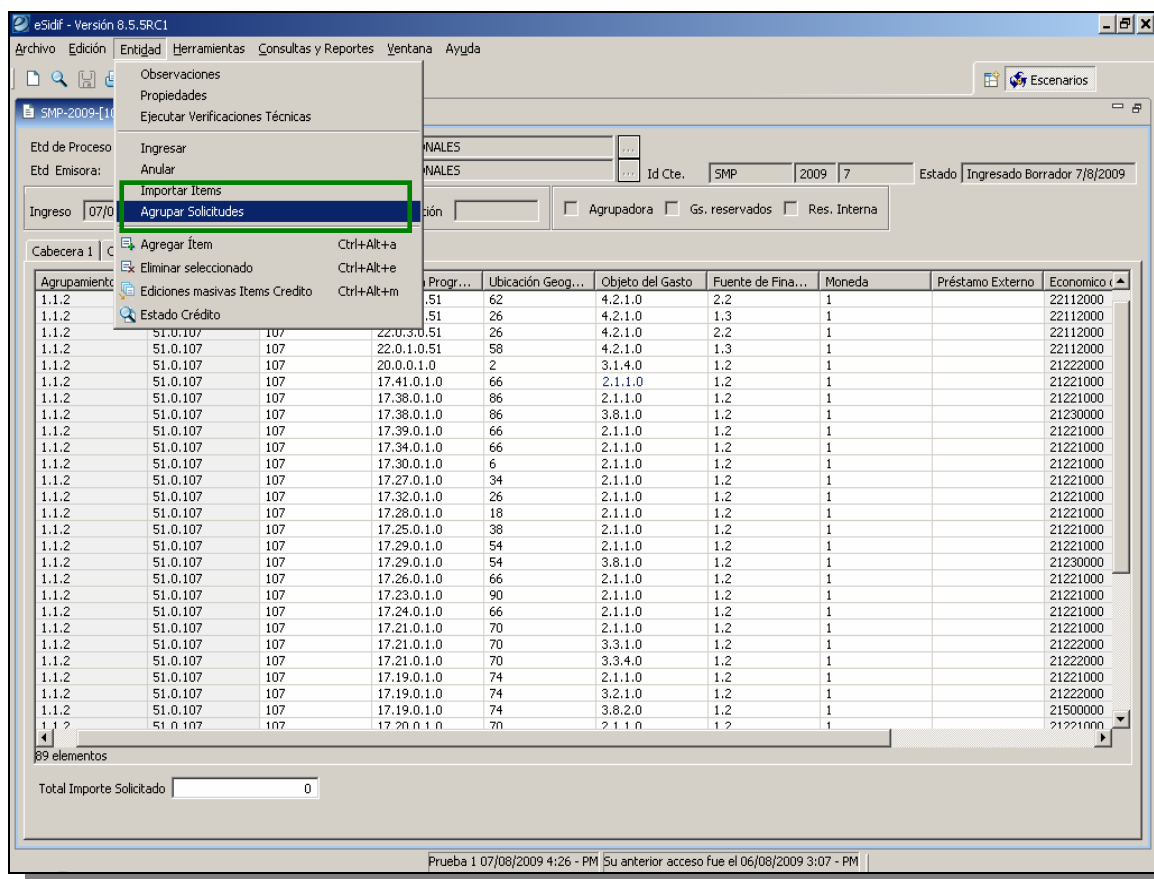 eSidif - Versión 8.5.5RC1
Archivo Edición Entidad Herramientas Consultas y Reportes Ventana Ayuda
Observaciones
Escenarios
Propiedades
SMP-2009-[10
Ejecutar Verificaciones Técnicas
Etd de Proceso Ingresar NALES ...
Etd Emisora: Anular NALES ... Id Cte. SMP 2009 7 Estado Ingresado Borrador 7/8/2009
Importar Items
Ingreso 07/0 Agrupar Solicitudes ción Agrupadora Gs. reservados Res. Interna
Cabecera 1 C Agregar Ítem Ctrl+Alt+a
Eliminar seleccionado Ctrl+Alt+e
Ediciones masivas Items Credito Ctrl+Alt+m
Estado Crédito
Agrupamiento Progr... Ubicación Geog... Objeto del Gasto Fuente de Fina... Moneda Préstamo Externo Economico
1.1.2 .51 62 4.2.1.0 2.2 1 22112000
1.1.2 .51 26 4.2.1.0 1.3 1 22112000
1.1.2 51.0.107 107 22.0.3.0.51 26 4.2.1.0 2.2 1 22112000
1.1.2 51.0.107 107 22.0.1.0.51 58 4.2.1.0 1.3 1 22112000
1.1.2 51.0.107 107 20.0.0.1.0 2 3.1.4.0 1.2 1 21222000
1.1.2 51.0.107 107 17.41.0.1.0 66 2.1.1.0 1.2 1 21221000
1.1.2 51.0.107 107 17.38.0.1.0 86 2.1.1.0 1.2 1 21221000
1.1.2 51.0.107 107 17.38.0.1.0 86 3.8.1.0 1.2 1 21230000
1.1.2 51.0.107 107 17.39.0.1.0 66 2.1.1.0 1.2 1 21221000
1.1.2 51.0.107 107 17.34.0.1.0 66 2.1.1.0 1.2 1 21221000
1.1.2 51.0.107 107 17.30.0.1.0 6 2.1.1.0 1.2 1 21221000
1.1.2 51.0.107 107 17.27.0.1.0 34 2.1.1.0 1.2 1 21221000
1.1.2 51.0.107 107 17.32.0.1.0 26 2.1.1.0 1.2 1 21221000
1.1.2 51.0.107 107 17.28.0.1.0 18 2.1.1.0 1.2 1 21221000
1.1.2 51.0.107 107 17.25.0.1.0 38 2.1.1.0 1.2 1 21221000
1.1.2 51.0.107 107 17.29.0.1.0 54 2.1.1.0 1.2 1 21221000
1.1.2 51.0.107 107 17.29.0.1.0 54 3.8.1.0 1.2 1 21230000
1.1.2 51.0.107 107 17.26.0.1.0 66 2.1.1.0 1.2 1 21221000
1.1.2 51.0.107 107 17.23.0.1.0 90 2.1.1.0 1.2 1 21221000
1.1.2 51.0.107 107 17.24.0.1.0 66 2.1.1.0 1.2 1 21221000
1.1.2 51.0.107 107 17.21.0.1.0 70 2.1.1.0 1.2 1 21221000
1.1.2 51.0.107 107 17.21.0.1.0 70 3.3.1.0 1.2 1 21222000
1.1.2 51.0.107 107 17.21.0.1.0 70 3.3.4.0 1.2 1 21222000
1.1.2 51.0.107 107 17.19.0.1.0 74 2.1.1.0 1.2 1 21221000
1.1.2 51.0.107 107 17.19.0.1.0 74 3.2.1.0 1.2 1 21222000
1.1.2 51.0.107 107 17.19.0.1.0 74 3.8.2.0 1.2 1 21500000
1.1.2 51.0.107 107 17.20.0.1.0 70 2.1.1.0 1.2 1 21221000
89 elementos
Total Importe Solicitado 0
Prueba 1 07/08/2009 4:26 - PM Su anterior acceso fue el 06/08/2009 3:07 - PM